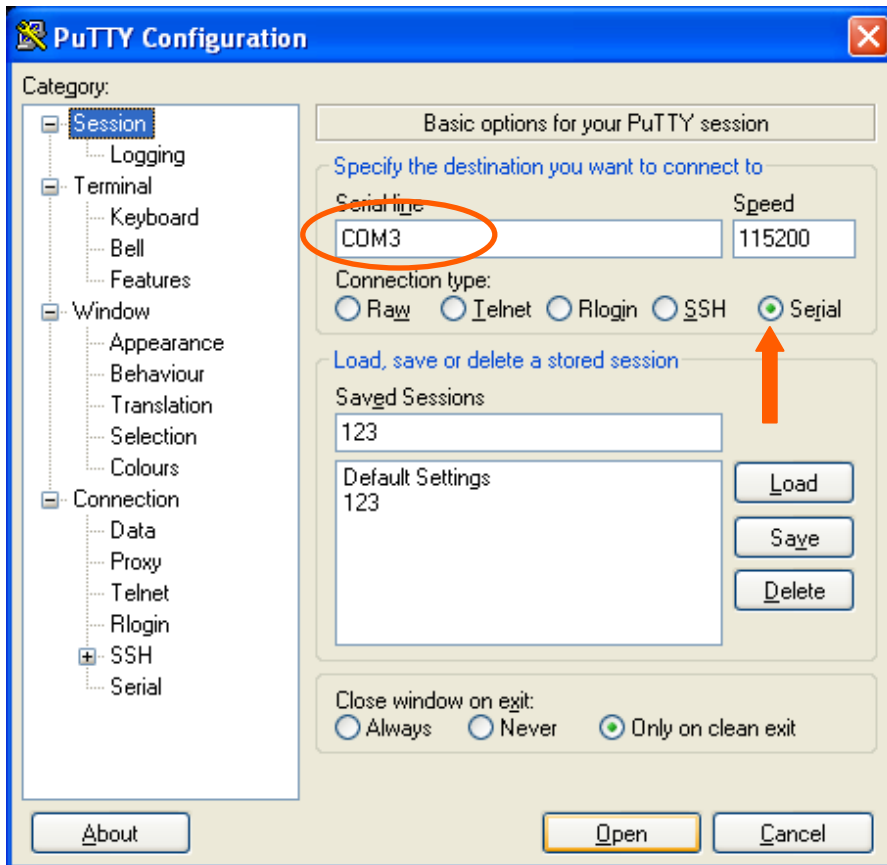 PuTTY Configuration
Category:
Session
Logging
Terminal
Keyboard
Bell
Features
Window
Appearance
Behaviour
Translation
Selection
Colours
Connection
Data
Proxy
Telnet
Rlogin
SSH
Serial
Basic options for your PuTTY session
Specify the destination you want to connect to
Serial line Speed
COM3 115200
Connection type:
Raw Telnet Rlogin SSH Serial
Load, save or delete a stored session
Saved Sessions
123
Default Settings
123
Load
Save
Delete
Close window on exit:
Always Never Only on clean exit
About Open Cancel